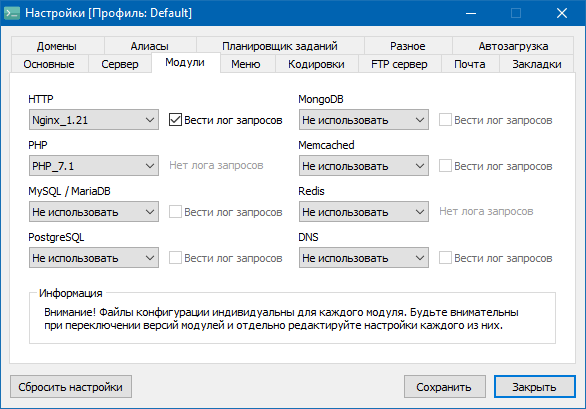 Настройки [Профиль: Default]
Домены Алиасы Планировщик заданий Разное Автозагрузка
Основные Сервер Модули Меню Кодировки FTP сервер Почта Закладки
HTTP
Nginx_1.21 Вести лог запросов
PHP
PHP_7.1 Нет лога запросов
MySQL / MariaDB
Не использовать Вести лог запросов
PostgreSQL
Не использовать Вести лог запросов
MongoDB
Не использовать Вести лог запросов
Memcached
Не использовать Вести лог запросов
Redis
Не использовать Нет лога запросов
DNS
Не использовать Вести лог запросов
Информация
Внимание! Файлы конфигурации индивидуальны для каждого модуля. Будьте внимательны
при переключении версий модулей и отдельно редактируйте настройки каждого из них.
Сбросить настройки Сохранить Закрыть